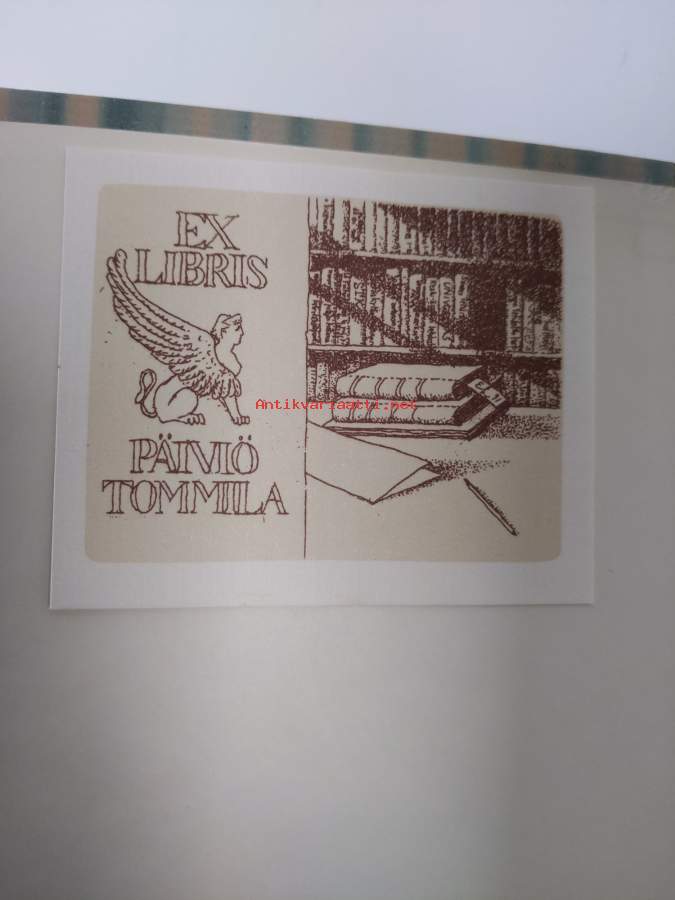 EX
LIBRIS
PÄIVIÖ
TOMMILA
Antikvariaatti.net